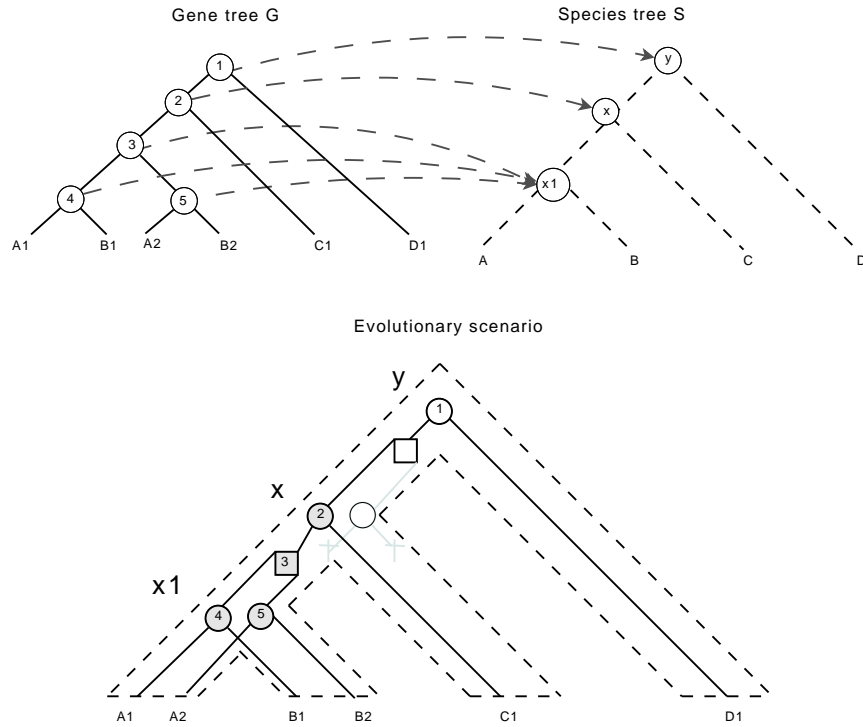 Gene tree G
Species tree S
1
y
2
x
3
x1
4
5
A1
B1
A2
B2
C1
D1
A
B
C
D
Evolutionary scenario
y
1
x
2
3
x1
4
5
A1
A2
B1
B2
C1
D1